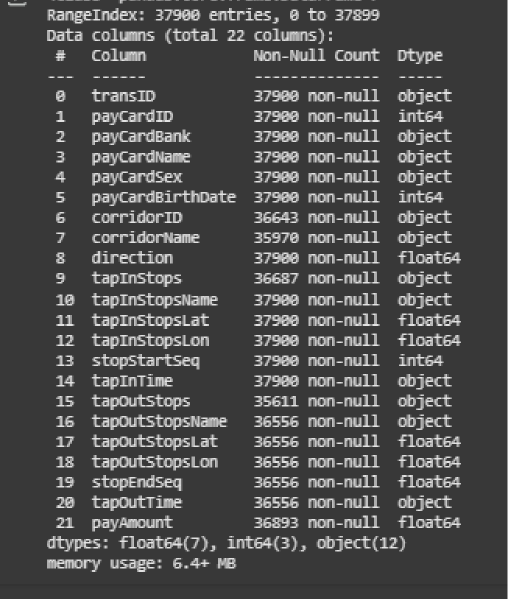 RangeIndex: 37900 entries, 0 to 37899
Data columns (total 22 columns):
#   Column   Non-Null Count   Dtype
---  ------  --------------  -----
0   transID   37900 non-null   object
1   payCardID   37900 non-null   int64
2   payCardBank   37900 non-null   object
3   payCardName   37900 non-null   object
4   payCardSex   37900 non-null   object
5   payCardBirthDate   37900 non-null   int64
6   corridorID   36643 non-null   object
7   corridorName   35970 non-null   object
8   direction   37900 non-null   float64
9   tapInStops   36687 non-null   object
10   tapInStopsName   37900 non-null   object
11   tapInStopsLat   37900 non-null   float64
12   tapInStopsLon   37900 non-null   float64
13   stopStartSeq   37900 non-null   int64
14   tapInTime   37900 non-null   object
15   tapOutStops   35611 non-null   object
16   tapOutStopsName   36556 non-null   object
17   tapOutStopsLat   36556 non-null   float64
18   tapOutStopsLon   36556 non-null   float64
19   stopEndSeq   36556 non-null   float64
20   tapOutTime   36556 non-null   object
21   payAmount   36893 non-null   float64
dtypes: float64(7), int64(3), object(12)
memory usage: 6.4+ MB